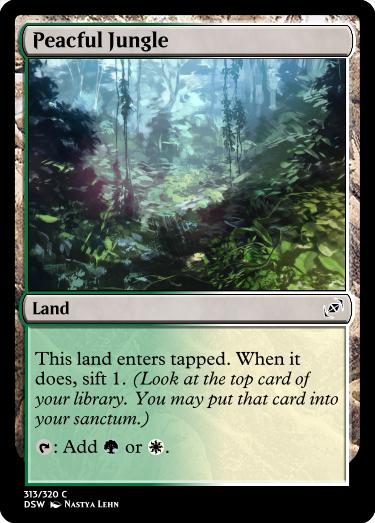 Peacful Jungle
Land
This land enters tapped. When it
does, sift 1. (Look at the top card of
your library. You may put that card into
your sanctum.)
: Add or .
313/320 C
DSW Nastya Lehn